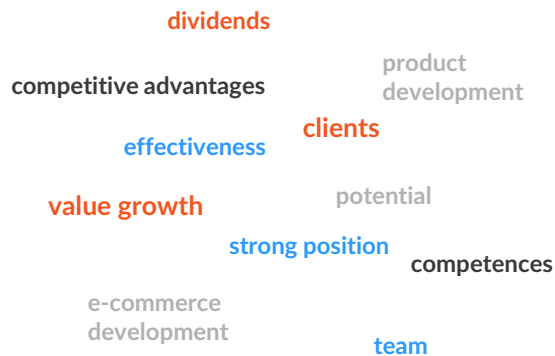 dividends
product
development
competitive advantages
clients
effectiveness
potential
value growth
strong position
competences
e-commerce
development
team